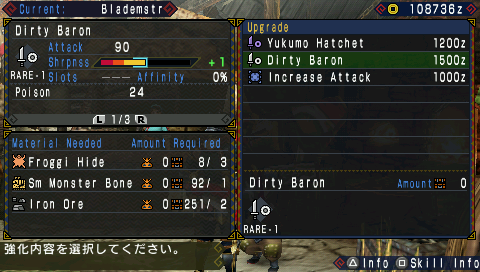 Current: Blademstr
108736z
Dirty Baron
Attack 90
Shrpnss +1
RARE-1 Slots ――― Affinity 0%
Poison 24
L 1/3 R
Material Needed Amount Required
Froggi Hide 0 8/ 3
Sm Monster Bone 0 92/ 1
Iron Ore 0 251/ 2
Upgrade
Yukumo Hatchet 1200z
Dirty Baron 1500z
Increase Attack 1000z
Dirty Baron Amount 0
RARE-1
強化内容を選択してください。
Info Skill Info